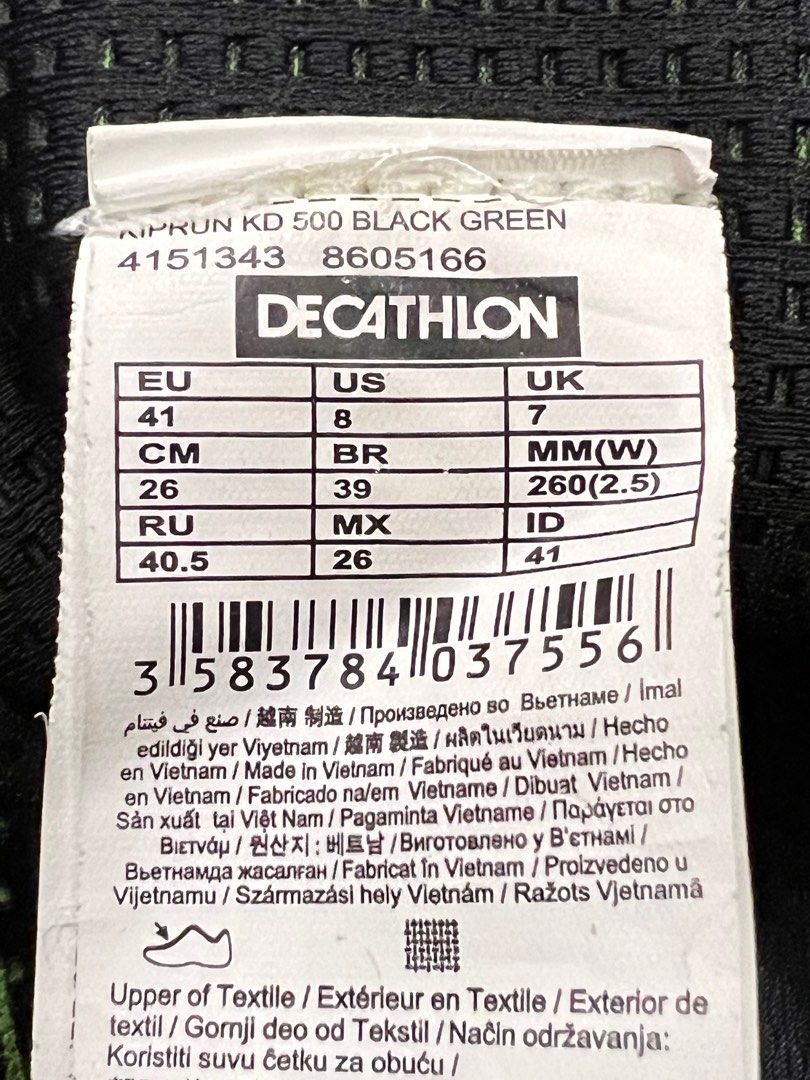 KIPRUN KD 500 BLACK GREEN
4151343 8605166
DECATHLON
EU US UK
41 8 7
CM BR MM(W)
26 39 260(2.5)
RU MX ID
40.5 26 41
3 583784 037556
صنع في فيتنام / 越南 制造 / Произведено во Вьетнаме / İmal
edildiği yer Viyetnam / 越南 製造 / ผลิตในเวียดนาม / Hecho
en Vietnam / Made in Vietnam / Fabriqué au Vietnam / Hecho
en Vietnam / Fabricado na/em Vietname / Dibuat Vietnam /
Sản xuất tại Việt Nam / Pagaminta Vietname / Παράγεται στο
Βιετνάμ / 원산지 : 베트남 / Виготовлено у В'єтнамі /
Вьетнамда жасалған / Fabricat în Vietnam / Proizvedeno u
Vijetnamu / Származási hely Vietnám / Ražots Vjetnamā
Upper of Textile / Extérieur en Textile / Exterior de
textil / Gornji deo od Tekstil / Način održavanja:
Koristiti suvu četku za obuću /